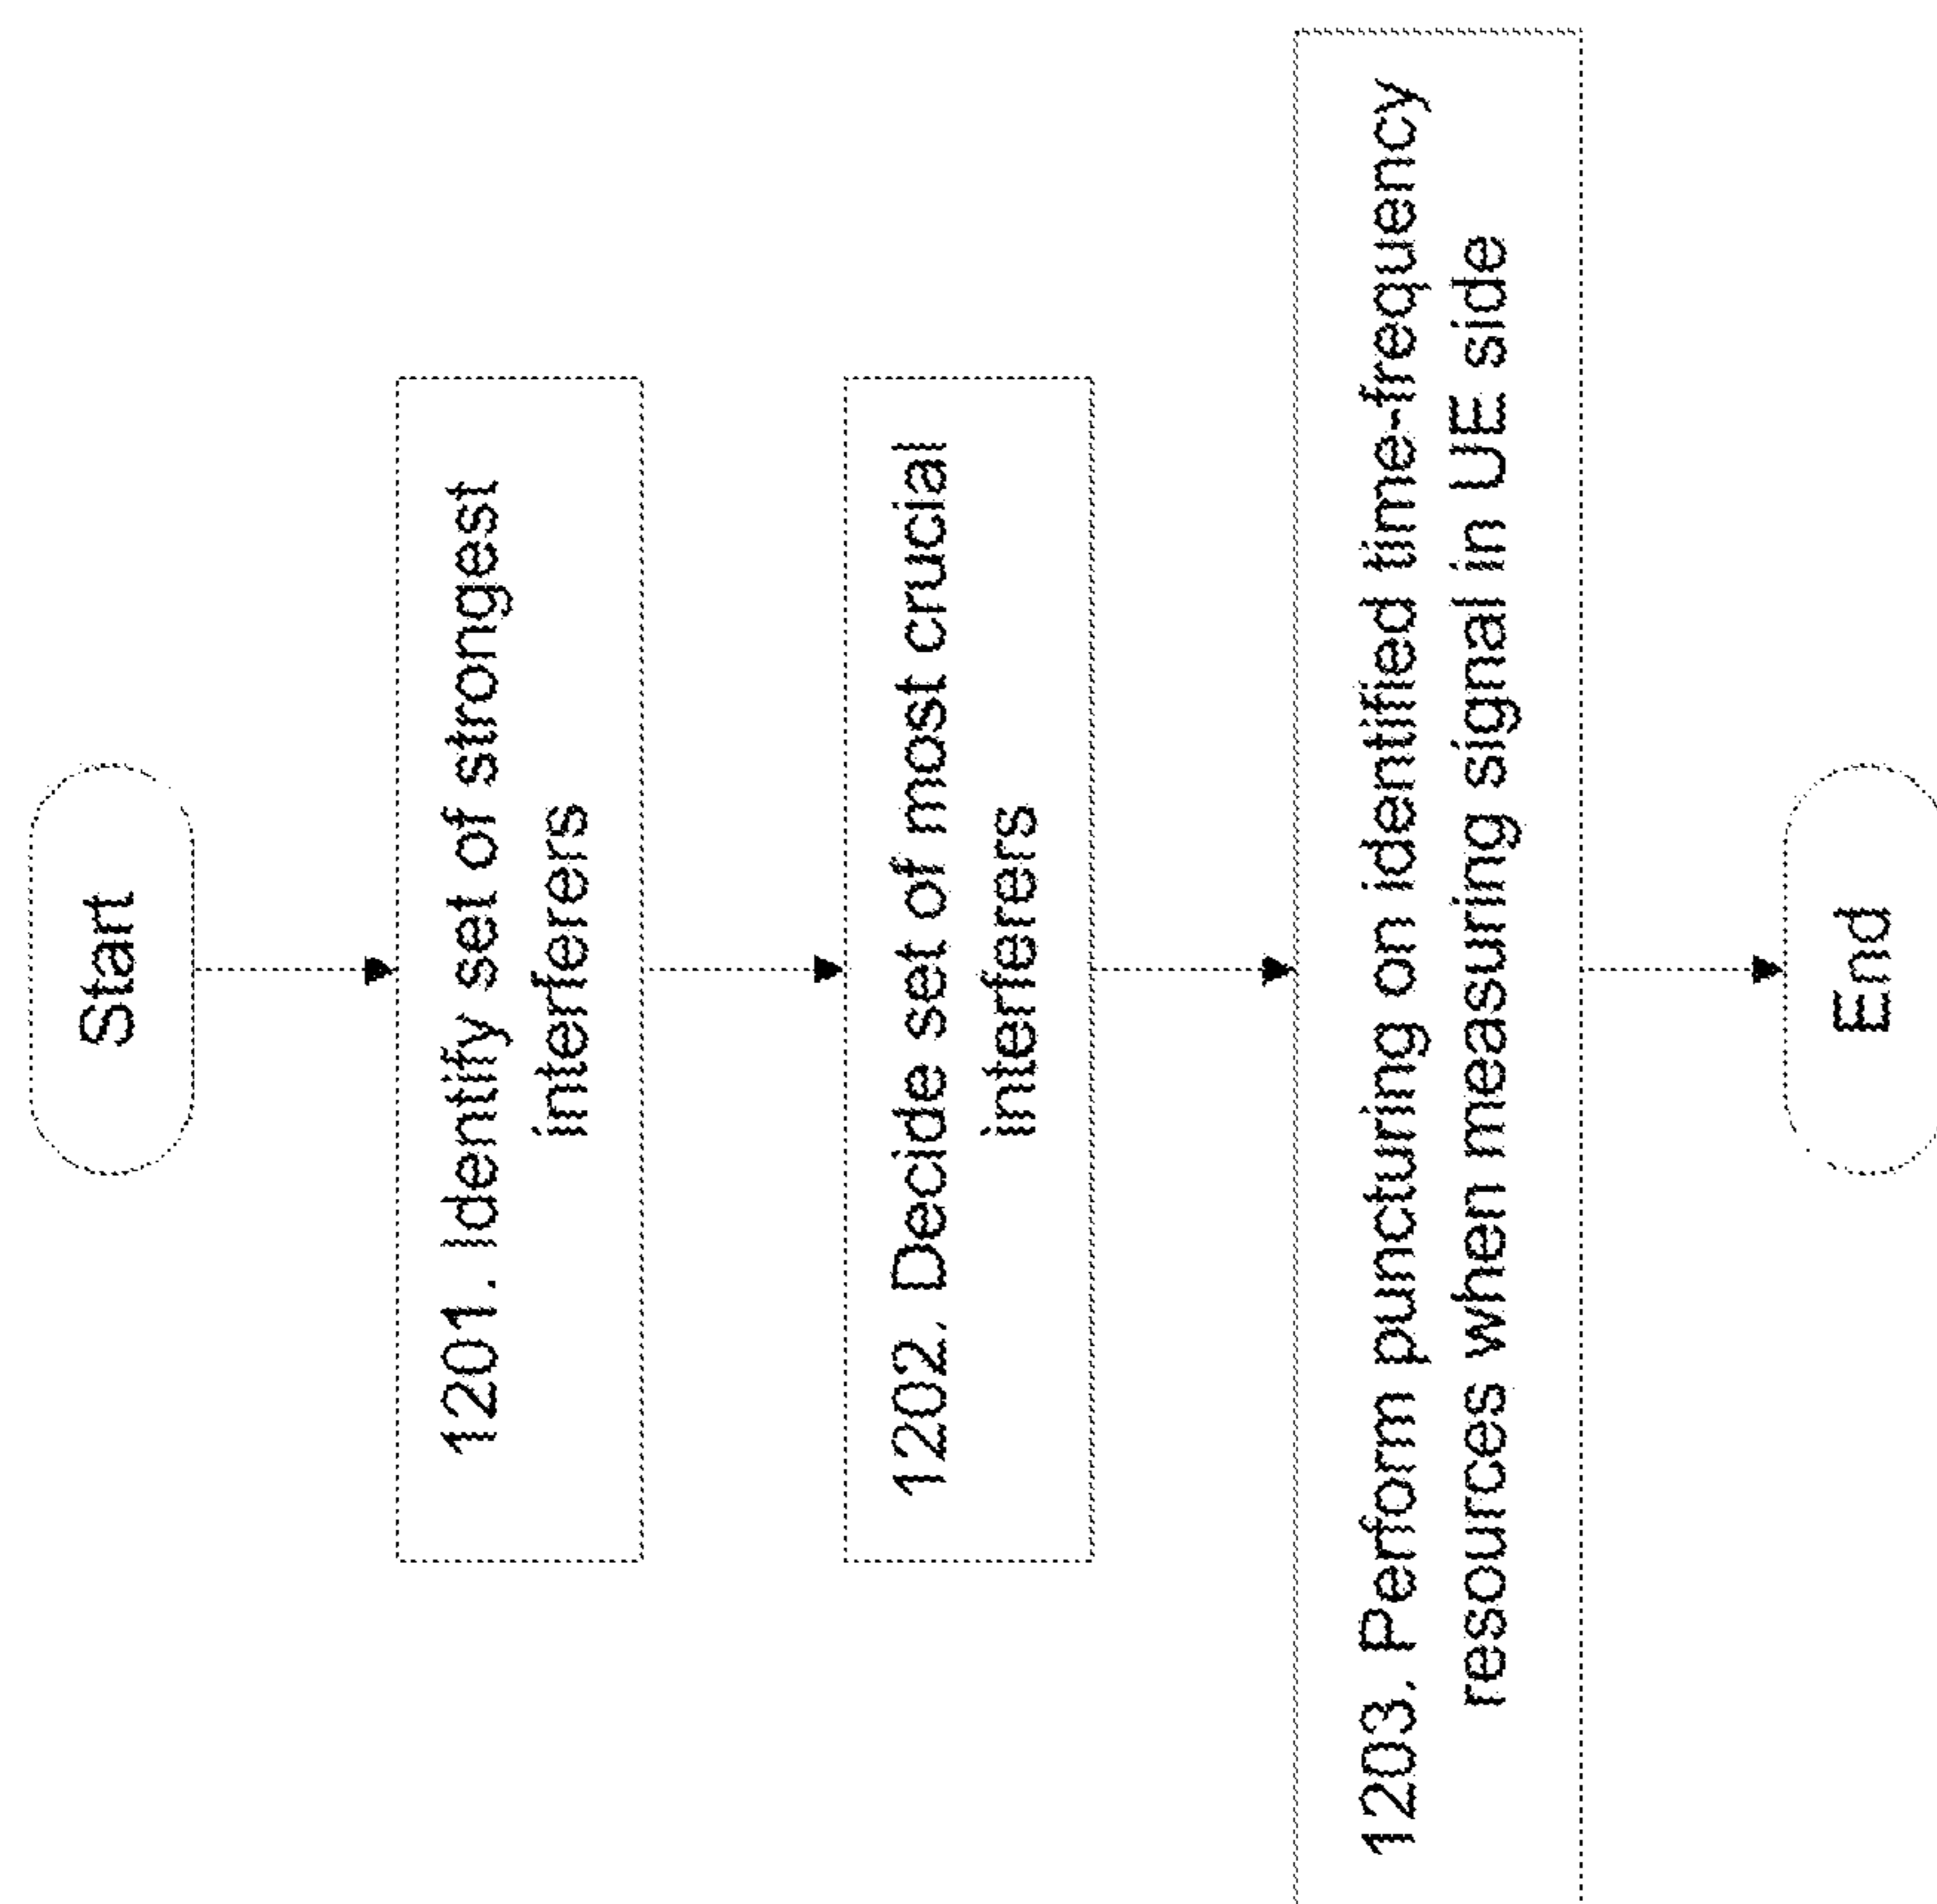 Start
1201. Identify set of strongest
interferers
1202. Decide set of most crucial
interferers
1203. Perform puncturing on identified time-frequency
resources when measuring signal in UE side
End